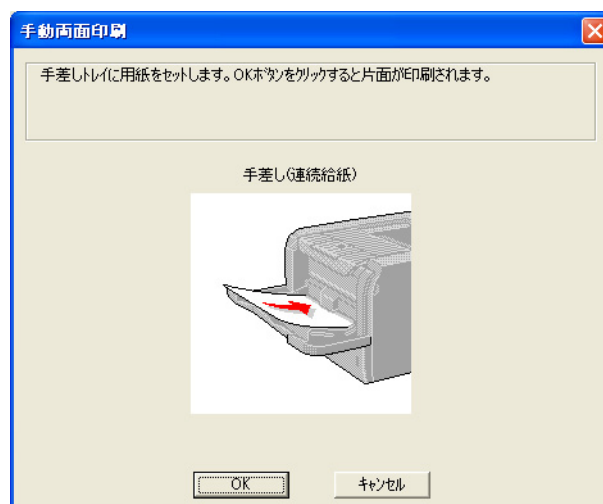 手動両面印刷
手差しトレイに用紙をセットします。OKボタンをクリックすると片面が印刷されます。
手差し(連続給紙)
OK
キャンセル